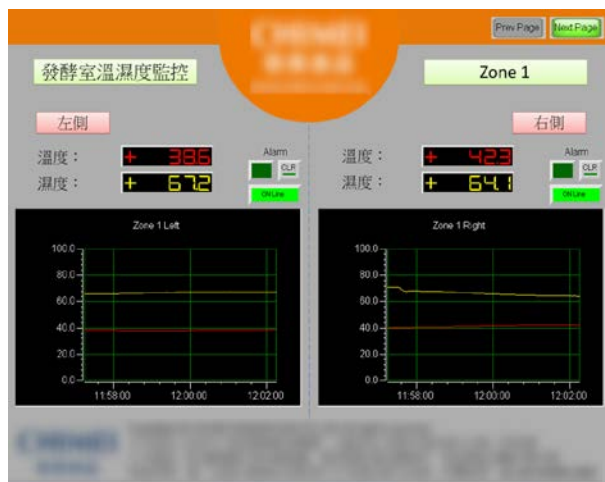 Prev Page
Next Page
發酵室溫濕度監控
Zone 1
左側
右側
溫度：
+ 38.6
Alarm
CLR
濕度：
+ 67.2
ON Line
溫度：
+ 42.3
Alarm
CLR
濕度：
+ 64.1
ON Line
Zone 1 Left
100.0
80.0
60.0
40.0
20.0
0.0
11:58:00 12:00:00 12:02:00
Zone 1 Right
100.0
80.0
60.0
40.0
20.0
0.0
11:58:00 12:00:00 12:02:00